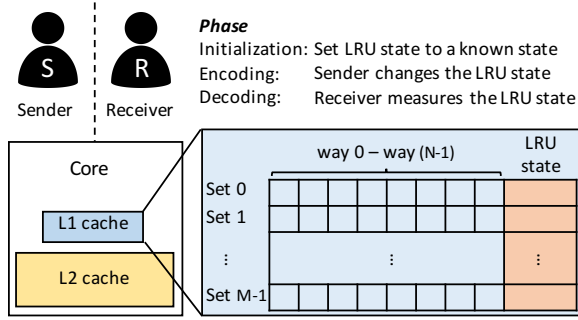 Phase
Initialization: Set LRU state to a known state
Encoding: Sender changes the LRU state
Decoding: Receiver measures the LRU state
S
R
Sender
Receiver
Core
L1 cache
L2 cache
way 0 – way (N-1)
LRU
state
Set 0
Set 1
⋮
⋮
⋮
Set M-1